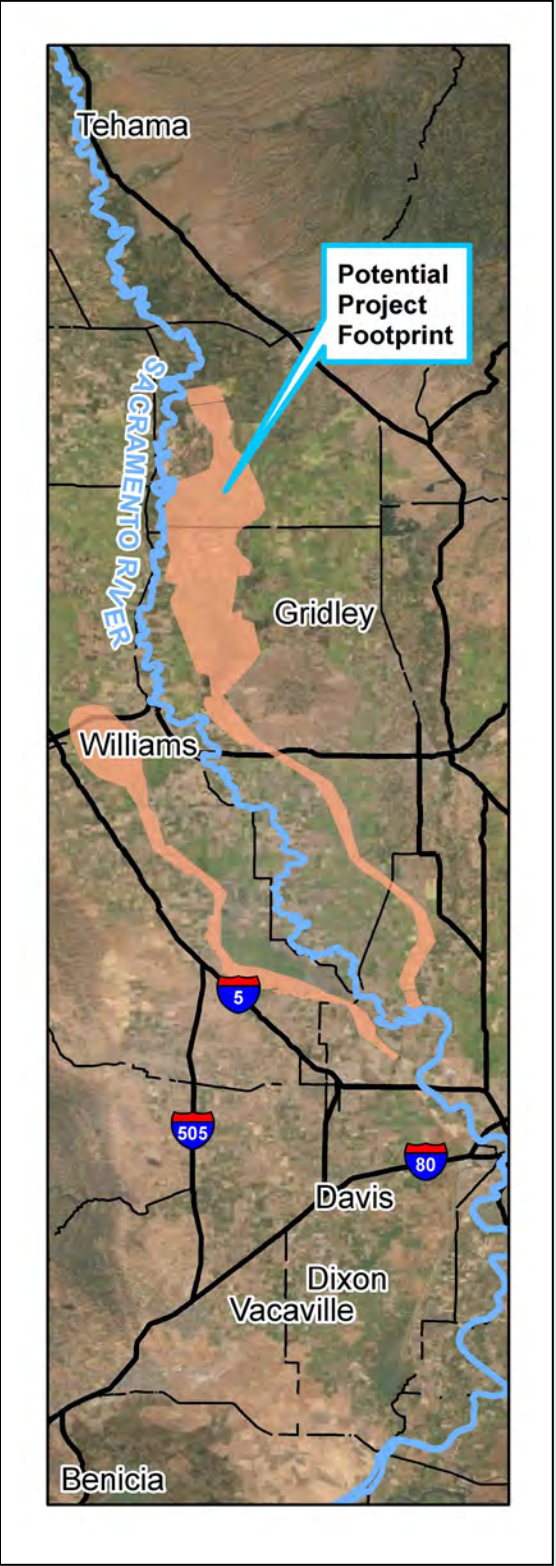 Tehama
Potential
Project
Footprint
SACRAMENTO RIVER
Gridley
Williams
5
505
80
Davis
Dixon
Vacaville
Benicia